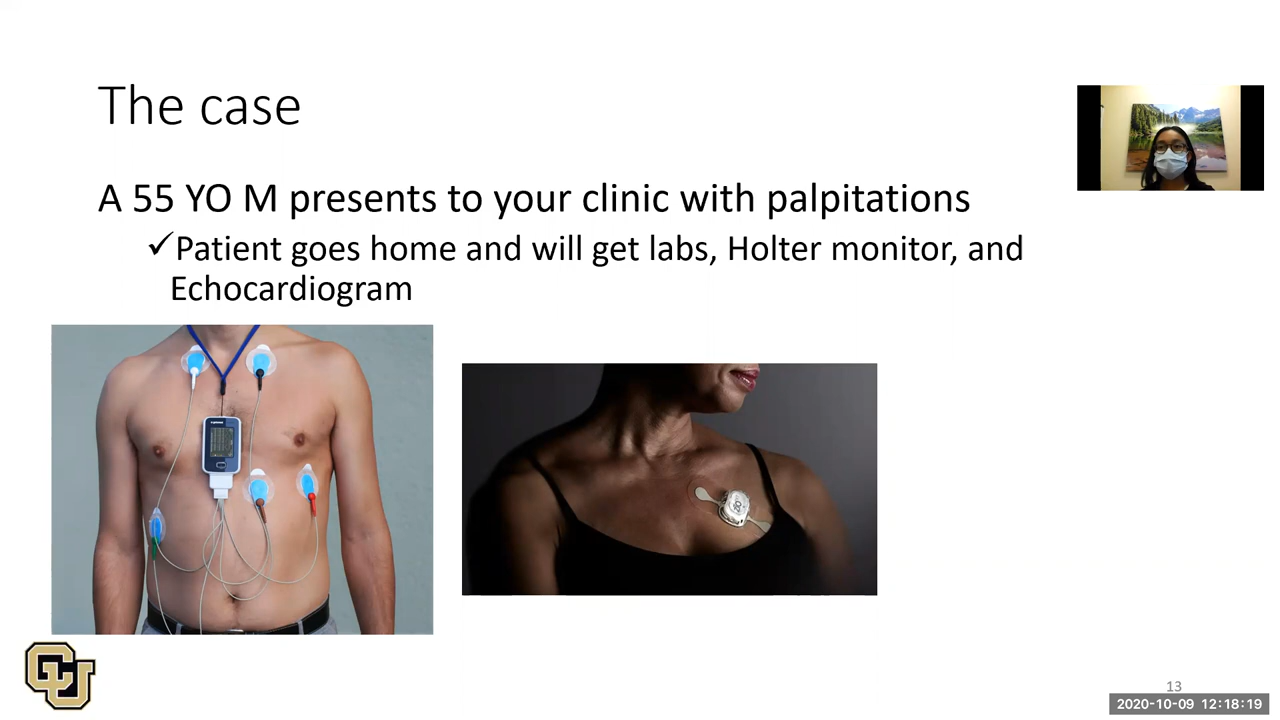 The case
A 55 YO M presents to your clinic with palpitations
✓Patient goes home and will get labs, Holter monitor, and
Echocardiogram
CU
13
2020-10-09 12:18:19